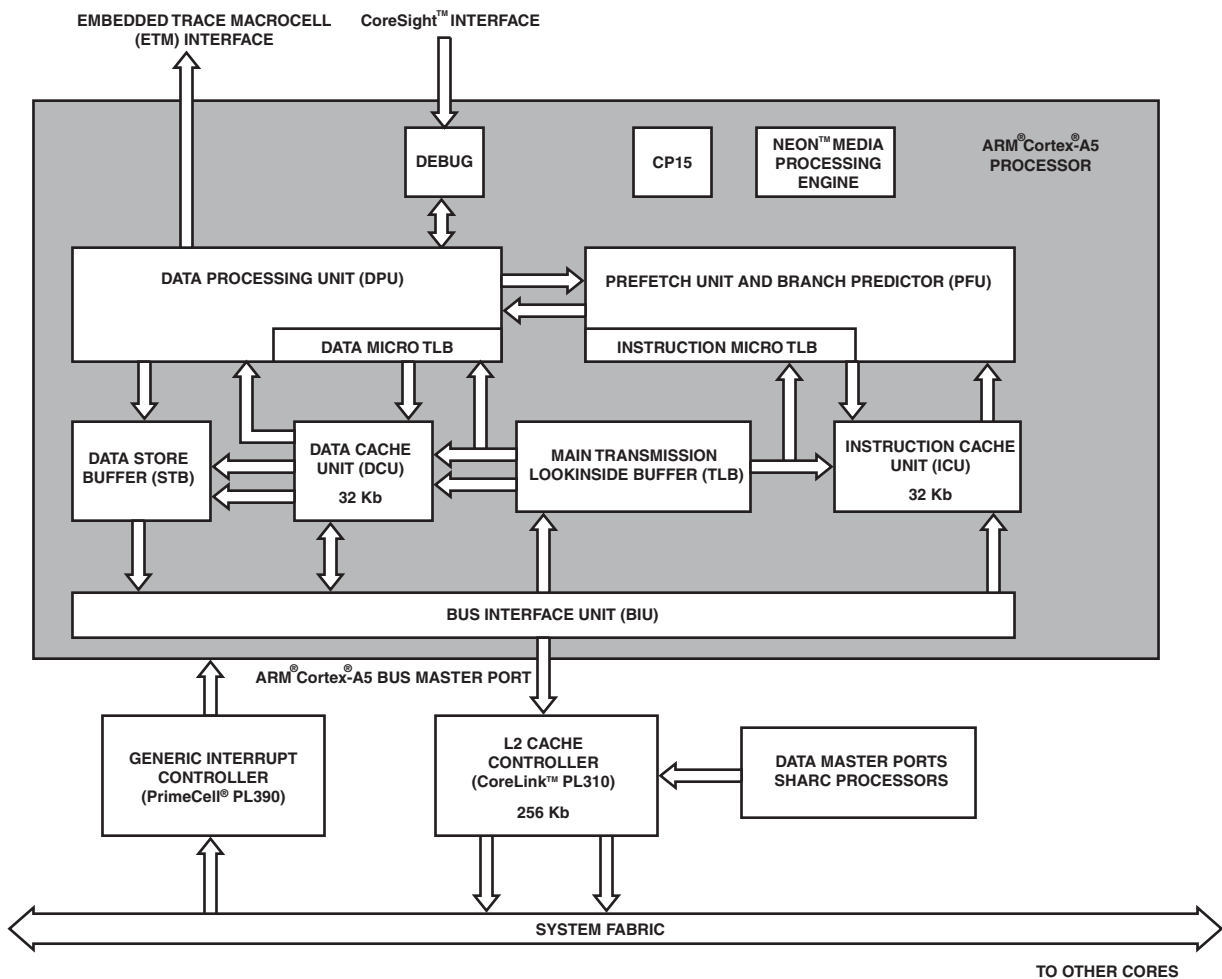 EMBEDDED TRACE MACROCELL
(ETM) INTERFACE
CoreSight™ INTERFACE
DEBUG
CP15
NEON™ MEDIA
PROCESSING
ENGINE
ARM® Cortex®-A5
PROCESSOR
DATA PROCESSING UNIT (DPU)
PREFETCH UNIT AND BRANCH PREDICTOR (PFU)
DATA MICRO TLB
INSTRUCTION MICRO TLB
DATA STORE
BUFFER (STB)
DATA CACHE
UNIT (DCU)
32 Kb
MAIN TRANSMISSION
LOOKINSIDE BUFFER (TLB)
INSTRUCTION CACHE
UNIT (ICU)
32 Kb
BUS INTERFACE UNIT (BIU)
ARM® Cortex®-A5 BUS MASTER PORT
GENERIC INTERRUPT
CONTROLLER
(PrimeCell® PL390)
L2 CACHE
CONTROLLER
(CoreLink™ PL310)
256 Kb
DATA MASTER PORTS
SHARC PROCESSORS
SYSTEM FABRIC
TO OTHER CORES